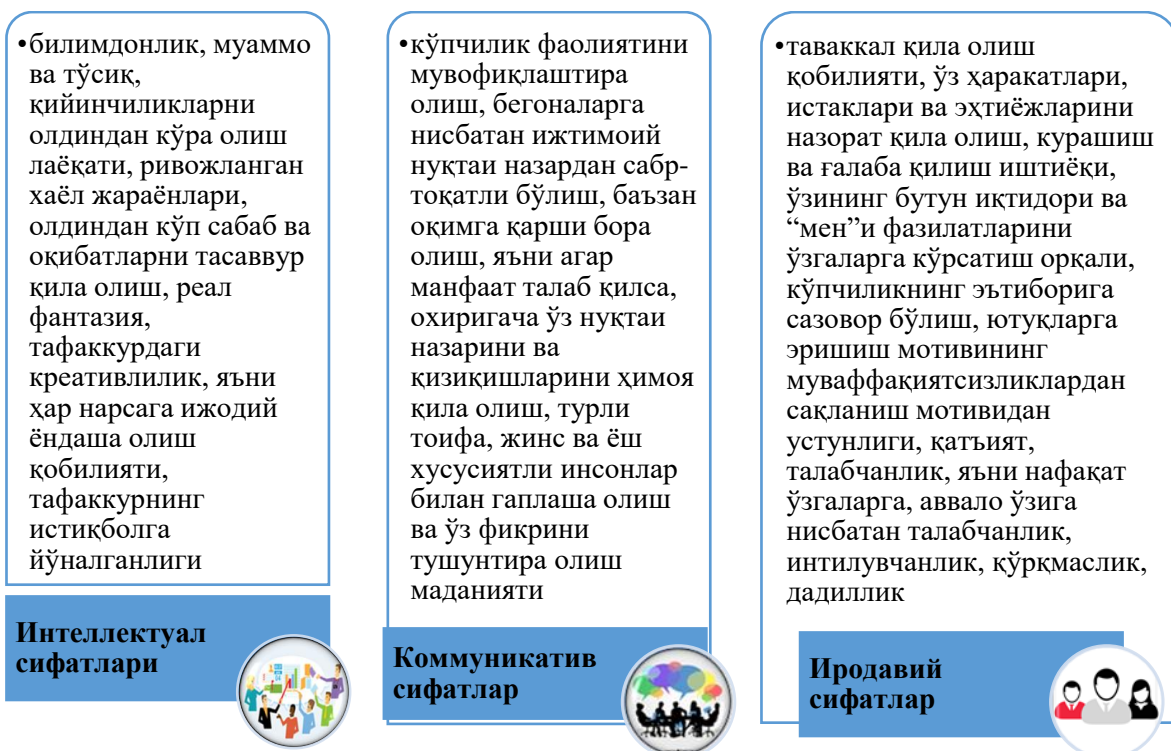 •билимдонлик, муаммо
ва тўсиқ,
қийинчиликларни
олдиндан кўра олиш
лаёқати, ривожланган
хаёл жараёнлари,
олдиндан кўп сабаб ва
оқибатларни тасаввур
қила олиш, реал
фантазия,
тафаккурдаги
креативлилик, яъни
ҳар нарсага ижодий
ёндаша олиш
қобилияти,
тафаккурнинг
истиқболга
йўналганлиги
Интеллектуал
сифатлари
•кўпчилик фаолиятини
мувофиқлаштира
олиш, бегоналарга
нисбатан ижтимоий
нуқтаи назардан сабр-
тоқатли бўлиш, баъзан
оқимга қарши бора
олиш, яъни агар
манфаат талаб қилса,
охиригача ўз нуқтаи
назарини ва
қизиқишларини ҳимоя
қила олиш, турли
тоифа, жинс ва ёш
хусусиятли инсонлар
билан гаплаша олиш
ва ўз фикрини
тушунтира олиш
маданияти
Коммуникатив
сифатлар
•таваккал қила олиш
қобилияти, ўз ҳаракатлари,
истаклари ва эҳтиёжларини
назорат қила олиш, курашиш
ва ғалаба қилиш иштиёқи,
ўзининг бутун иқтидори ва
“мен”и фазилатларини
ўзгаларга кўрсатиш орқали,
кўпчиликнинг эътиборига
сазовор бўлиш, ютуқларга
эришиш мотивининг
муваффақиятсизликлардан
сақланиш мотивидан
устунлиги, қатъият,
талабчанлик, яъни нафақат
ўзгаларга, аввало ўзига
нисбатан талабчанлик,
интилувчанлик, қўрқмаслик,
дадиллик
Иродавий
сифатлар